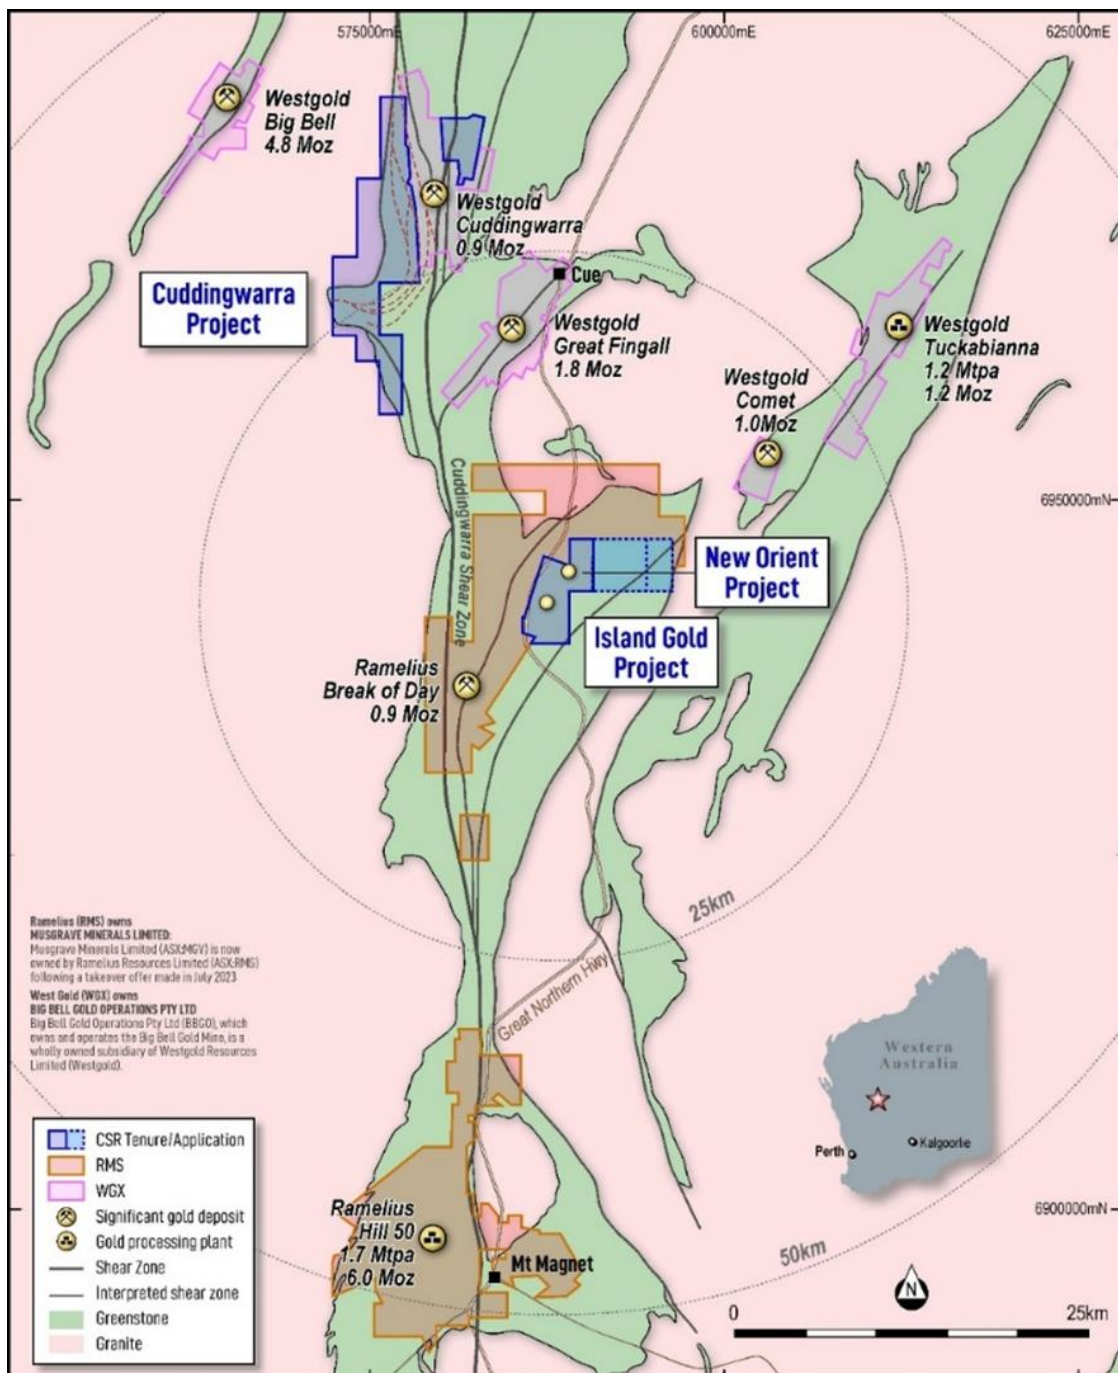 575000mE
600000mE
625000mE
Westgold
Big Bell
4.8 Moz
Westgold
Cuddingwarra
0.9 Moz
Cuddingwarra
Project
Cue
Westgold
Great Fingall
1.8 Moz
Westgold
Tuckabianna
1.2 Mtpa
1.2 Moz
Westgold
Comet
1.0Moz
Cuddingwarra Shear Zone
6950000mN
New Orient
Project
Island Gold
Project
Ramelius
Break of Day
0.9 Moz
25km
Ramelius (RMS) owns
MUSGRAVE MINERALS LIMITED:
Musgrave Minerals Limited (ASX:MGV) is now
owned by Ramelius Resources Limited (ASX:RMS)
following a takeover offer made in July 2023
West Gold (WGX) owns
BIG BELL GOLD OPERATIONS PTY LTD
Big Bell Gold Operations Pty Ltd (BBGO), which
owns and operates the Big Bell Gold Mine, is a
wholly owned subsidiary of Westgold Resources
Limited (Westgold).
Great Northern Hwy
Western
Australia
Perth
Kalgoorlie
CSR Tenure/Application
RMS
WGX
Significant gold deposit
Gold processing plant
Shear Zone
Interpreted shear zone
Greenstone
Granite
Ramelius
Hill 50
1.7 Mtpa
6.0 Moz
Mt Magnet
6900000mN
50km
N
0
25km